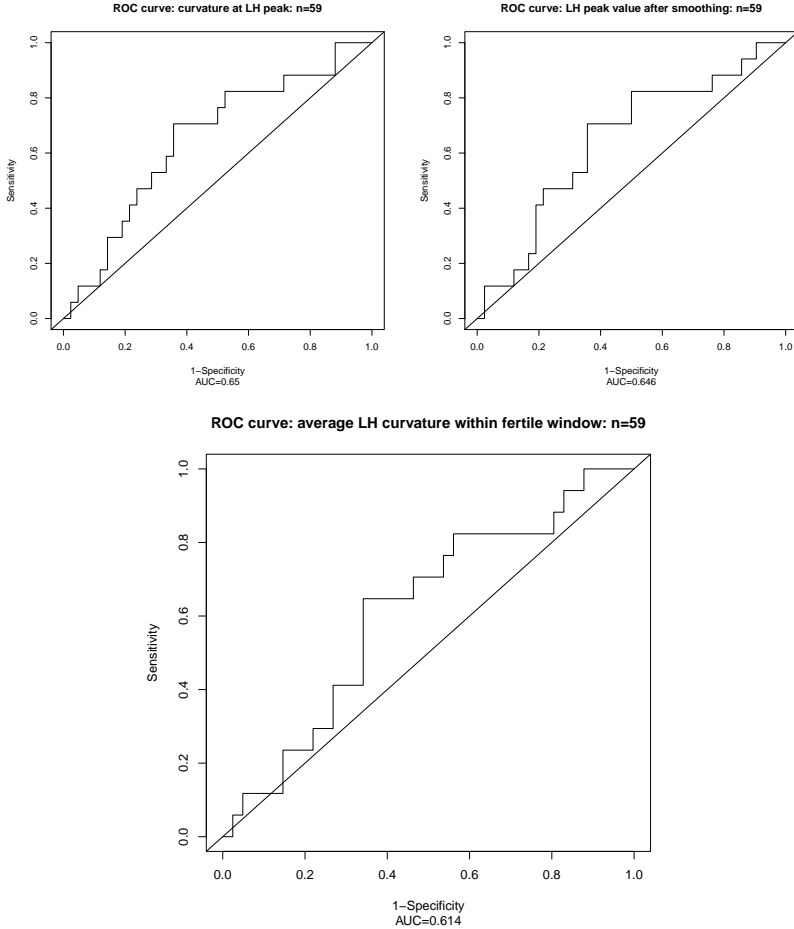 ROC curve: curvature at LH peak: n=59
Sensitivity
1.0
0.8
0.6
0.4
0.2
0.0
0.0 0.2 0.4 0.6 0.8 1.0
1−Specificity
AUC=0.65
ROC curve: LH peak value after smoothing: n=59
Sensitivity
1.0
0.8
0.6
0.4
0.2
0.0
0.0 0.2 0.4 0.6 0.8 1.0
1−Specificity
AUC=0.646
ROC curve: average LH curvature within fertile window: n=59
Sensitivity
1.0
0.8
0.6
0.4
0.2
0.0
0.0 0.2 0.4 0.6 0.8 1.0
1−Specificity
AUC=0.614